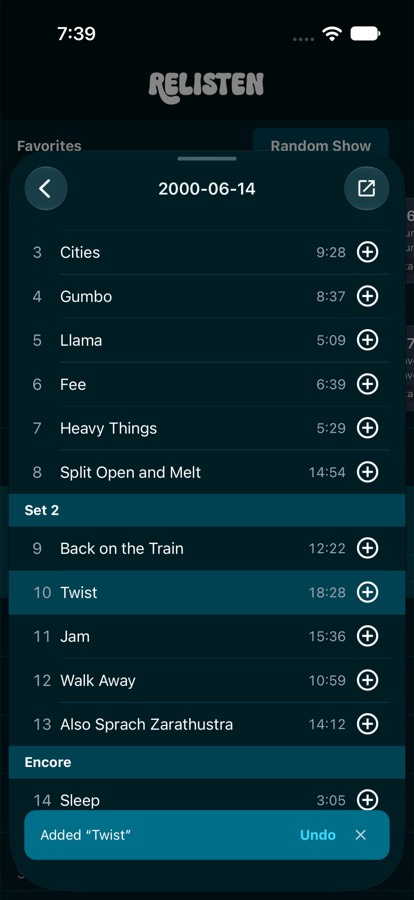 7:39
RELISTEN
Favorites
Random Show
2000-06-14
3 Cities 9:28
4 Gumbo 8:37
5 Llama 5:09
6 Fee 6:39
7 Heavy Things 5:29
8 Split Open and Melt 14:54
Set 2
9 Back on the Train 12:22
10 Twist 18:28
11 Jam 15:36
12 Walk Away 10:59
13 Also Sprach Zarathustra 14:12
Encore
14 Sleep 3:05
Added “Twist” Undo